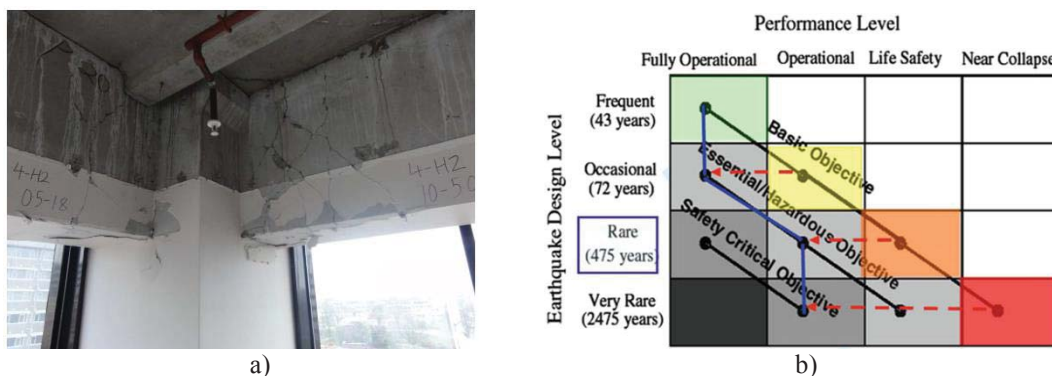 4-H2
05-18
4-H2
10-50
a)
Performance Level
Fully Operational
Operational
Life Safety
Near Collapse
Earthquake Design Level
Frequent
(43 years)
Occasional
(72 years)
Rare
(475 years)
Very Rare
(2475 years)
Basic Objective
Essential/Hazardous Objective
Safety Critical Objective
b)